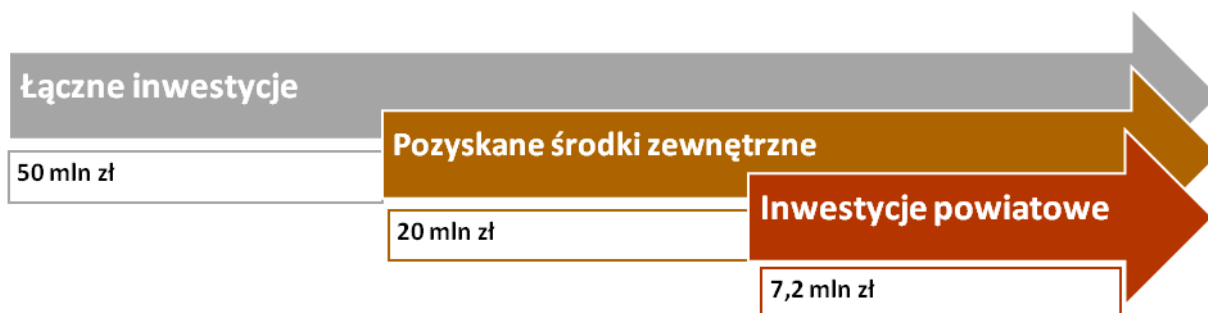 Łączne inwestycje
50 mln zł
Pozyskane środki zewnętrzne
20 mln zł
Inwestycje powiatowe
7,2 mln zł